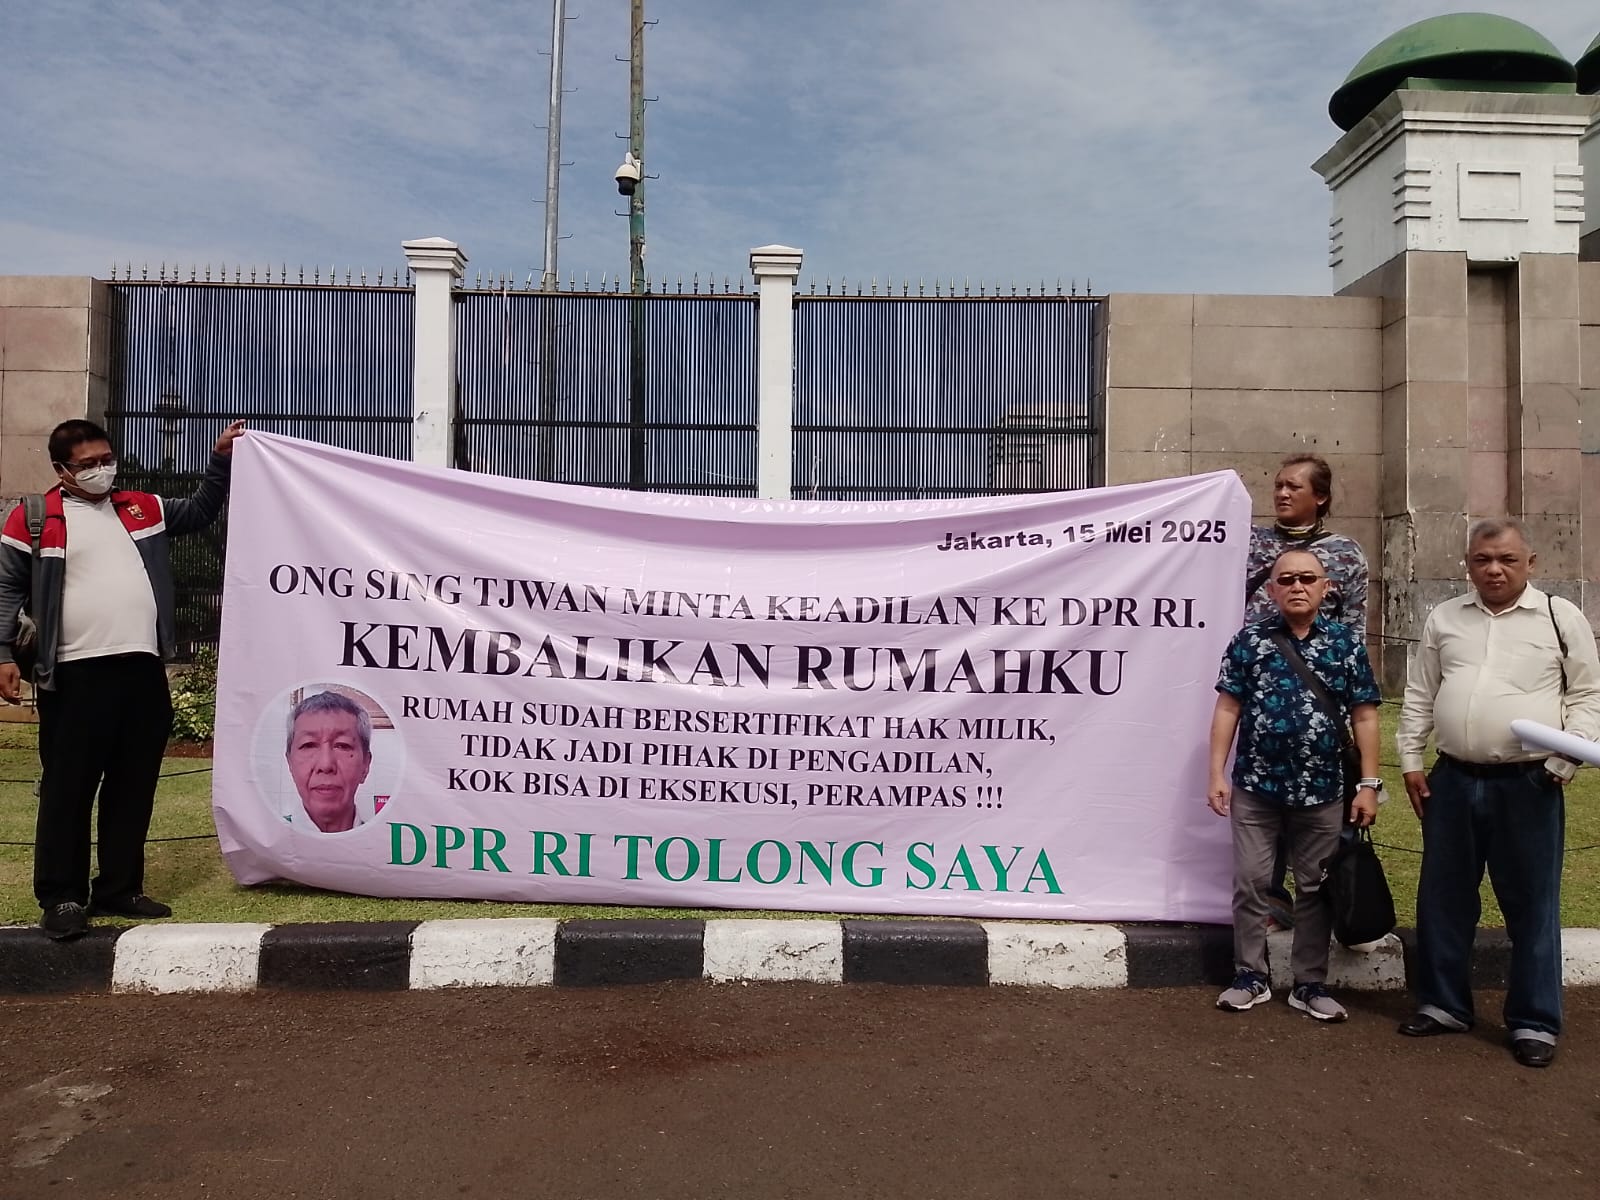 Jakarta, 15 Mei 2025
ONG SING TJWAN MINTA KEADILAN KE DPR RI.
KEMBALIKAN RUMAHKU
RUMAH SUDAH BERSERTIFIKAT HAK MILIK,
TIDAK JADI PIHAK DI PENGADILAN,
KOK BISA DI EKSEKUSI, PERAMPAS !!!
DPR RI TOLONG SAYA